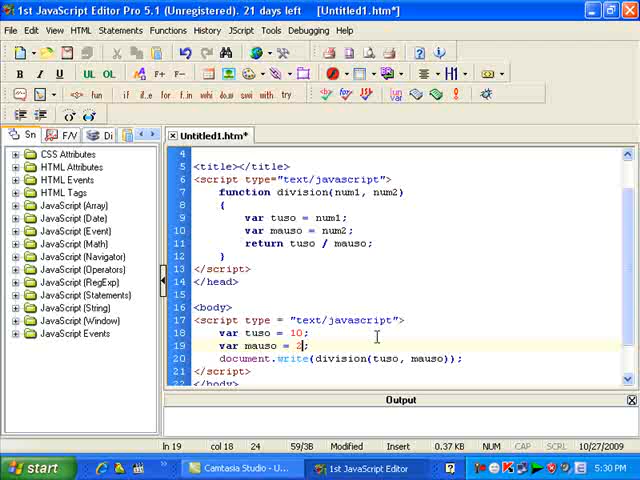 1st JavaScript Editor Pro 5.1 (Unregistered). 21 days left [Untitled1.htm*]
File Edit View HTML Statements Functions History JScript Tools Debugging Help
B I U UL OL F+ F- H1
fun if if..e for f..in whi do..w swi with try
Sn F/V Di Untitled1.htm*
CSS Attributes
HTML Attributes
HTML Events
HTML Tags
JavaScript (Array)
JavaScript (Date)
JavaScript (Event)
JavaScript (Math)
JavaScript (Navigator)
JavaScript (Operators)
JavaScript (RegExp)
JavaScript (Statements)
JavaScript (String)
JavaScript (Window)
JavaScript Events
4
5 <title></title>
6 <script type="text/javascript">
7 function division(num1, num2)
8 {
9 var tuso = num1;
10 var mauso = num2;
11 return tuso / mauso;
12 }
13 </script>
14 </head>
15
16 <body>
17 <script type = "text/javascript">
18 var tuso = 10;
19 var mauso = 2;
20 document.write(division(tuso, mauso));
21 </script>
22 </body>
Output
ln 19 col 18 24 59/3B Modified Insert 0.37 KB NUM CAP SCRL 10/27/2009
start Camtasia Studio - U... 1st JavaScript Editor 5:30 PM